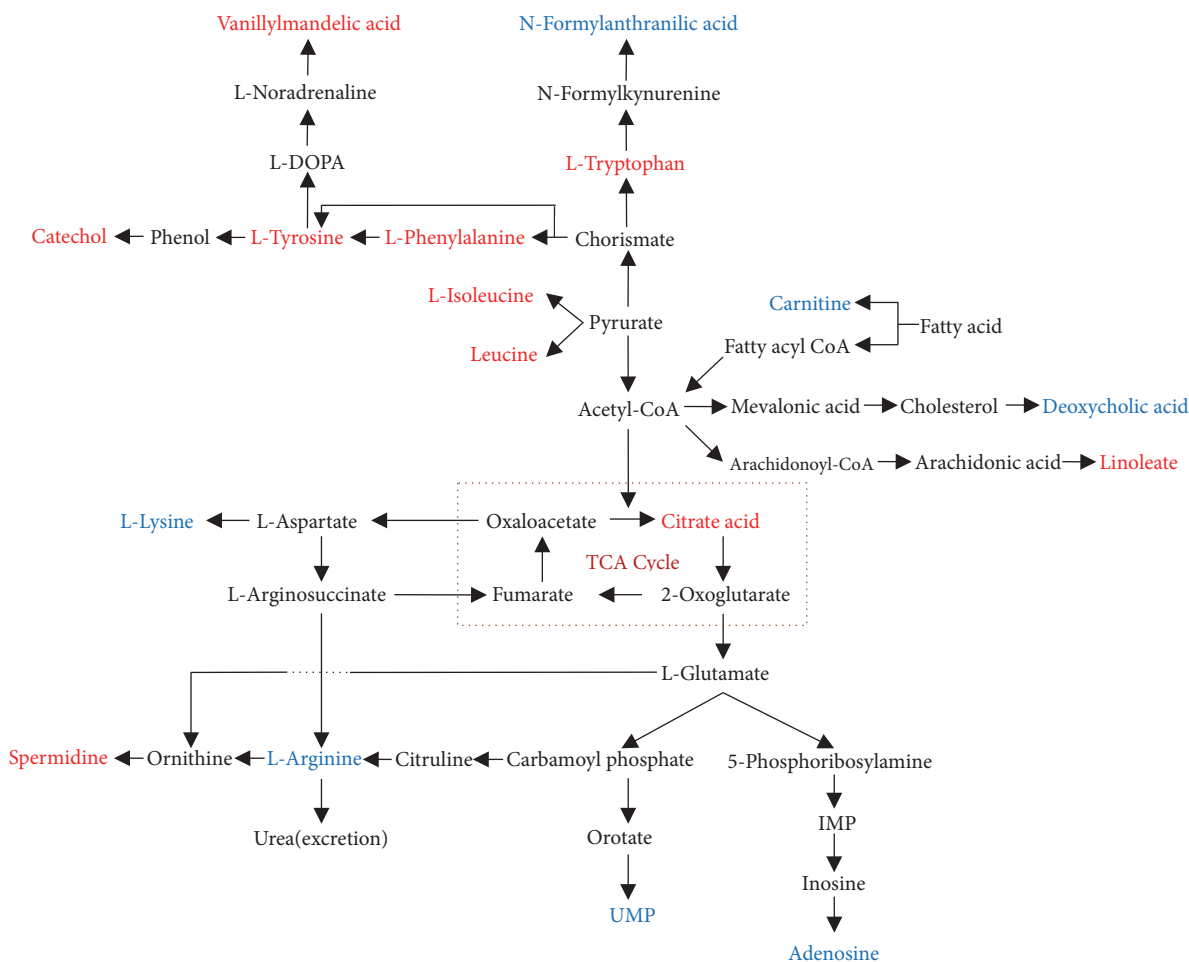 Vanillylmandelic acid
N-Formylanthranilic acid
L-Noradrenaline
N-Formylkynurenine
L-DOPA
L-Tryptophan
Catechol
Phenol
L-Tyrosine
L-Phenylalanine
Chorismate
L-Isoleucine
Pyrurate
Leucine
Carnitine
Fatty acid
Fatty acyl CoA
Acetyl-CoA
Mevalonic acid
Cholesterol
Deoxycholic acid
Arachidonoyl-CoA
Arachidonic acid
Linoleate
L-Lysine
L-Aspartate
Oxaloacetate
Citrate acid
TCA Cycle
L-Arginosuccinate
Fumarate
2-Oxoglutarate
L-Glutamate
Spermidine
Ornithine
L-Arginine
Citruline
Carbamoyl phosphate
5-Phosphoribosylamine
Urea(excretion)
Orotate
IMP
Inosine
UMP
Adenosine